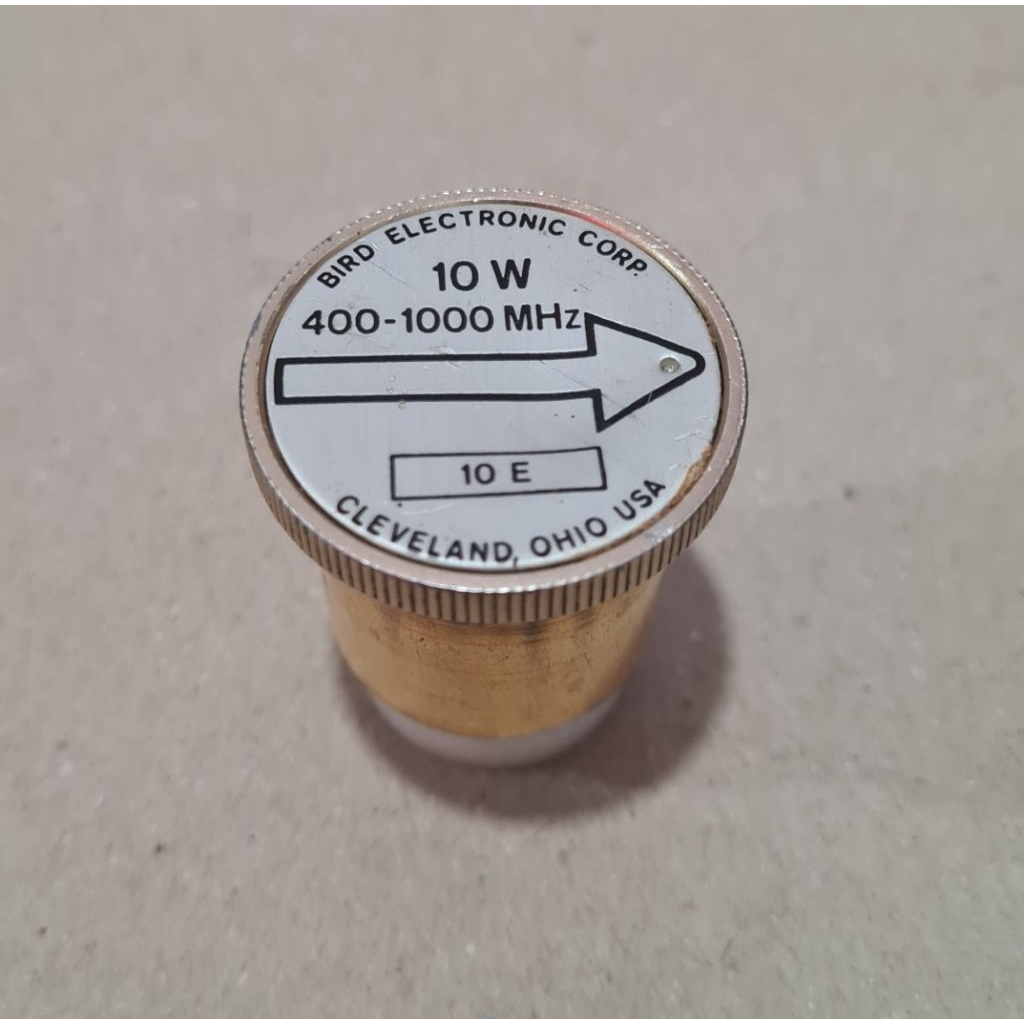 BIRD ELECTRONIC CORP.
10 W
400-1000 MHz
10 E
CLEVELAND, OHIO USA